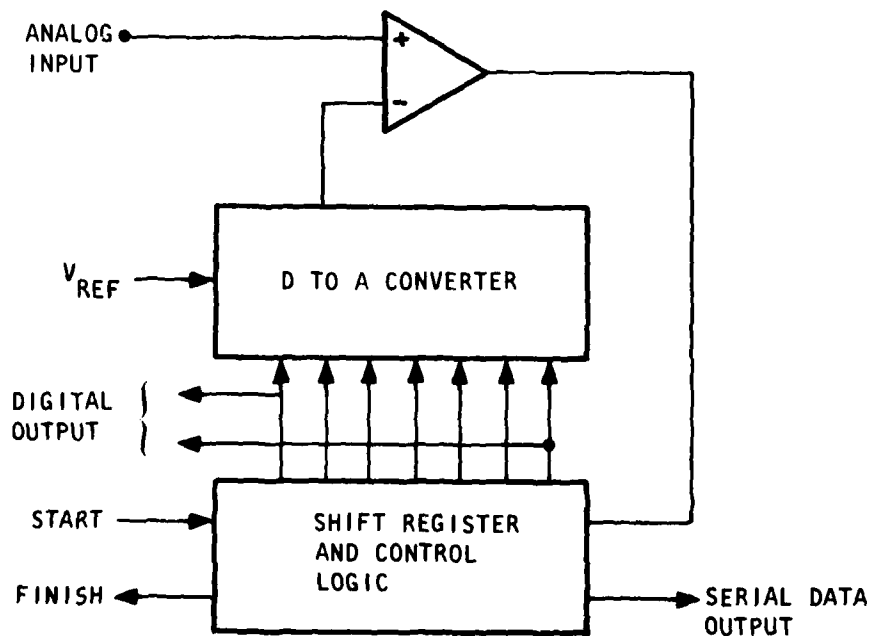 ANALOG
INPUT
+
-
V REF
D TO A CONVERTER
DIGITAL
OUTPUT
START
SHIFT REGISTER
AND CONTROL
LOGIC
FINISH
SERIAL DATA
OUTPUT